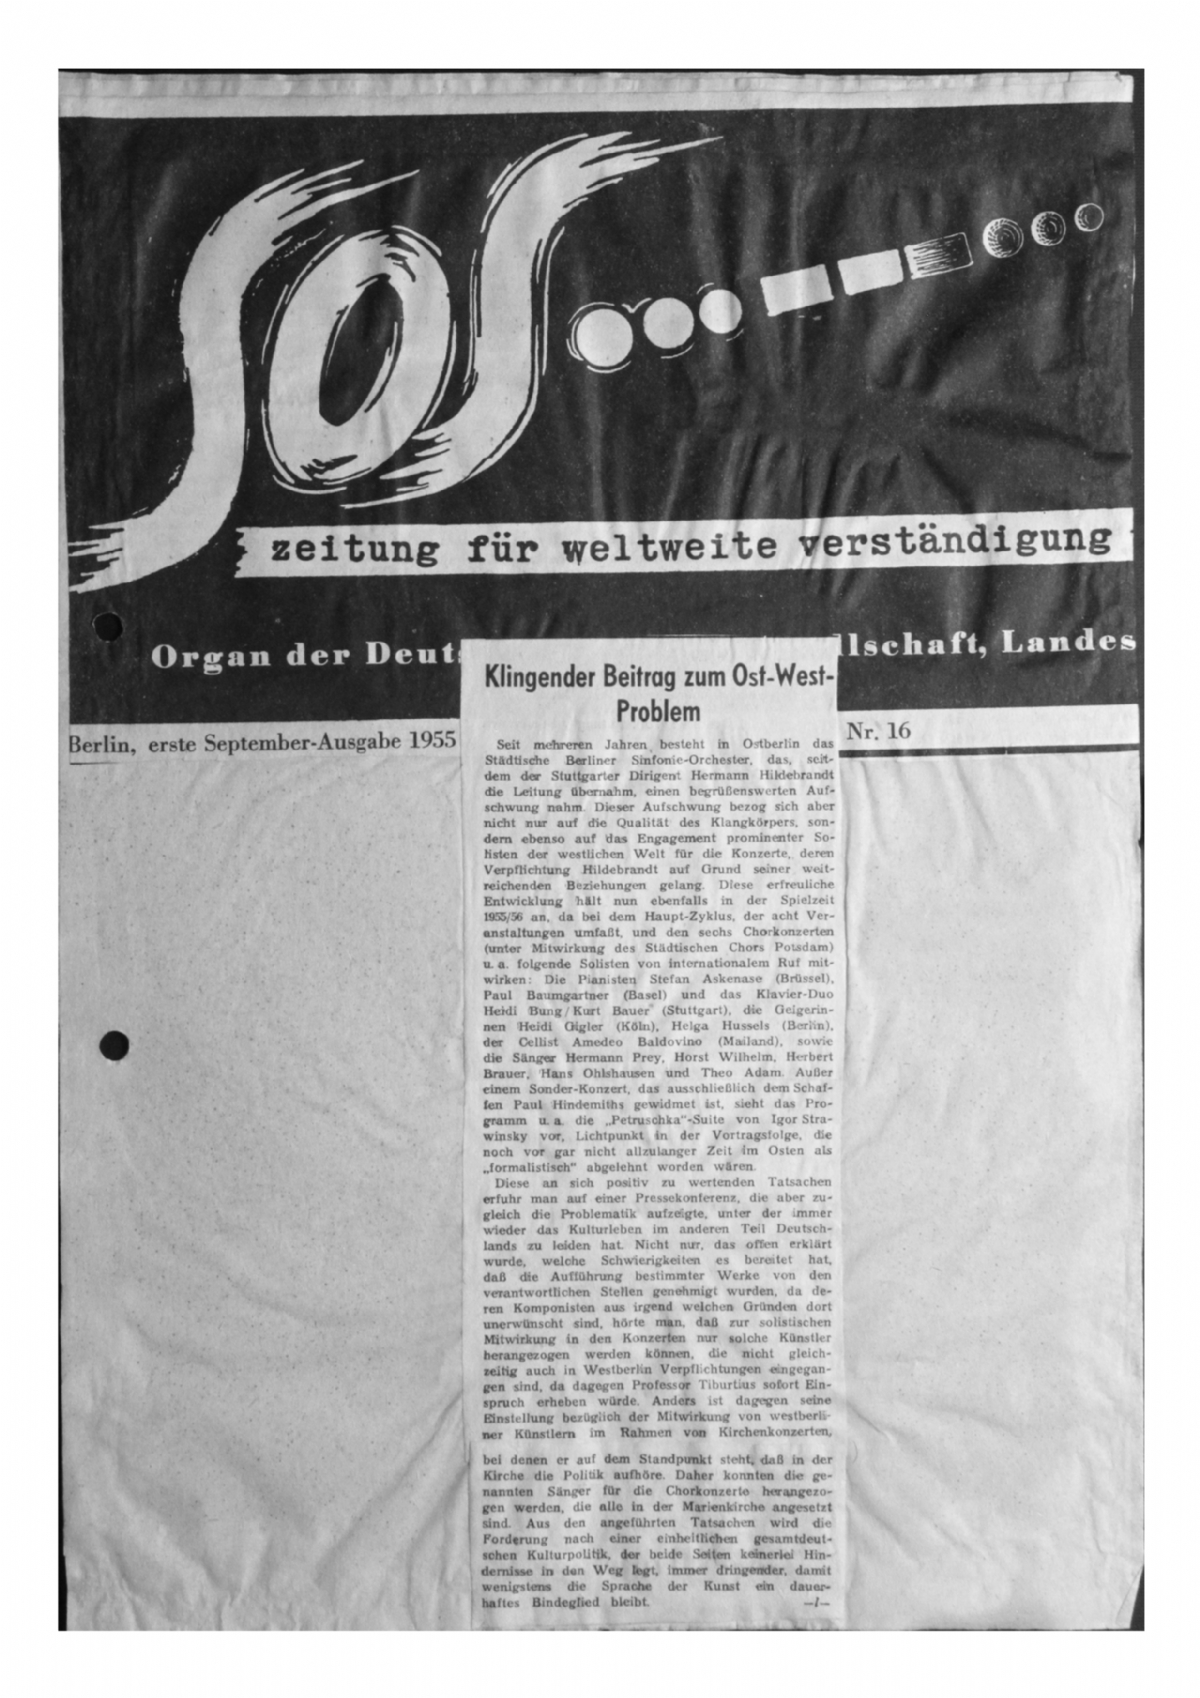 SOS
zeitung für weltweite verständigung
Organ der Deut
llschaft, Landes
Berlin, erste September-Ausgabe 1955
Nr. 16
Klingender Beitrag zum Ost-West-
Problem
Seit mehreren Jahren besteht in Ostberlin das
Städtische Berliner Sinfonie-Orchester, das, seit-
dem der Stuttgarter Dirigent Hermann Hildebrandt
die Leitung übernahm, einen begrüßenswerten Auf-
schwung nahm. Dieser Aufschwung bezog sich aber
nicht nur auf die Qualität des Klangkörpers, son-
dern ebenso auf das Engagement prominenter So-
listen der westlichen Welt für die Konzerte, deren
Verpflichtung Hildebrandt auf Grund seiner weit-
reichenden Beziehungen gelang. Diese erfreuliche
Entwicklung hält nun ebenfalls in der Spielzeit
1955/56 an, da bei dem Haupt-Zyklus, der acht Ver-
anstaltungen umfaßt, und den sechs Chorkonzerten
(unter Mitwirkung des Städtischen Chors Potsdam)
u. a. folgende Solisten von internationalem Ruf mit-
wirken: Die Pianisten Stefan Askenase (Brüssel),
Paul Baumgartner (Basel) und das Klavier-Duo
Heidi Bung/Kurt Bauer (Stuttgart), die Geigerin-
nen Heidi Gigler (Köln), Helga Hussels (Berlin),
der Cellist Amedeo Baldovino (Mailand), sowie
die Sänger Hermann Prey, Horst Wilhelm, Herbert
Brauer, Hans Ohlshausen und Theo Adam. Außer
einem Sonder-Konzert, das ausschließlich dem Schaf-
fen Paul Hindemiths gewidmet ist, sieht das Pro-
gramm u. a. die „Petruschka“-Suite von Igor Stra-
winsky vor, Lichtpunkt in der Vortragsfolge, die
noch vor gar nicht allzulanger Zeit im Osten als
„formalistisch“ abgelehnt worden wären.
Diese an sich positiv zu wertenden Tatsachen
erfuhr man auf einer Pressekonferenz, die aber zu-
gleich die Problematik aufzeigte, unter der immer
wieder das Kulturleben im anderen Teil Deutsch-
lands zu leiden hat. Nicht nur, das offen erklärt
wurde, welche Schwierigkeiten es bereitet hat,
daß die Aufführung bestimmter Werke von den
verantwortlichen Stellen genehmigt wurden, da de-
ren Komponisten aus irgend welchen Gründen dort
unerwünscht sind, hörte man, daß zur solistischen
Mitwirkung in den Konzerten nur solche Künstler
herangezogen werden können, die nicht gleich-
zeitig auch in Westberlin Verpflichtungen eingegan-
gen sind, da dagegen Professor Tiburtius sofort Ein-
spruch erheben würde. Anders ist dagegen seine
Einstellung bezüglich der Mitwirkung von westberli-
ner Künstlern im Rahmen von Kirchenkonzerten,
bei denen er auf dem Standpunkt steht, daß in der
Kirche die Politik aufhöre. Daher konnten die ge-
nannten Sänger für die Chorkonzerte herangezo-
gen werden, die alle in der Marienkirche angesetzt
sind. Aus den angeführten Tatsachen wird die
Forderung nach einer einheitlichen gesamtdeut-
schen Kulturpolitik, der beide Seiten keinerlei Hin-
dernisse in den Weg legt, immer dringender, damit
wenigstens die Sprache der Kunst ein dauer-
haftes Bindeglied bleibt. —l—